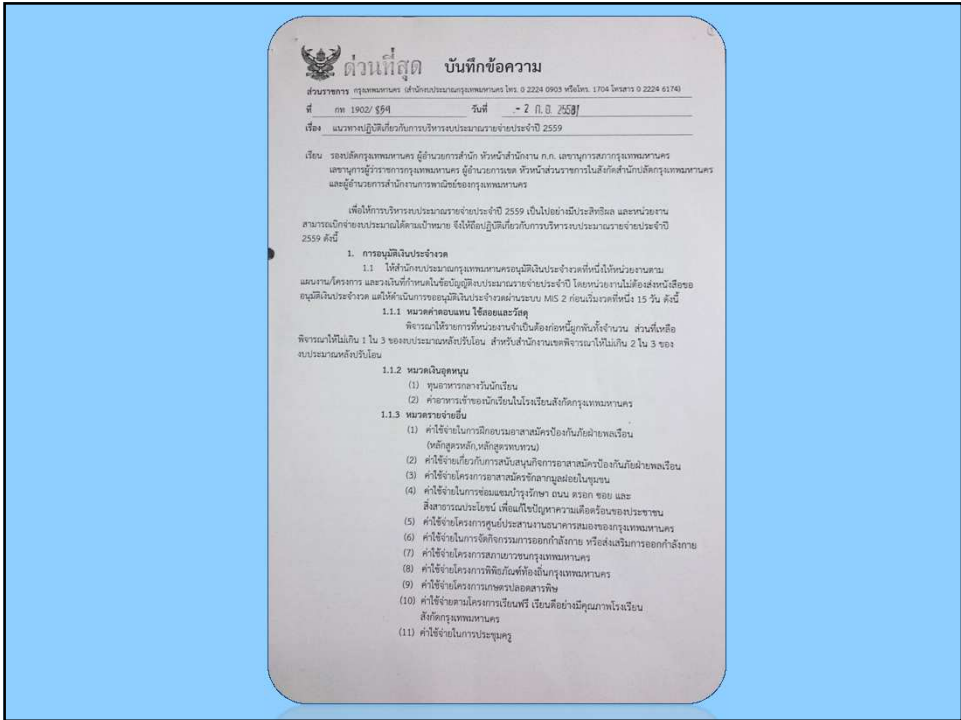 ด่วนที่สุด บันทึกข้อความ
ส่วนราชการ กรุงเทพมหานคร (สำนักงบประมาณกรุงเทพมหานคร โทร. 0 2224 0903 หรือโทร. 1704 โทรสาร 0 2224 6174)
ที่ กท 1902/ วันที่ - 2 ก.ย. 2558
เรื่อง แนวทางปฏิบัติเกี่ยวกับการบริหารงบประมาณรายจ่ายประจำปี 2559
เรียน รองปลัดกรุงเทพมหานคร ผู้อำนวยการสำนัก หัวหน้าสำนักงาน ก.ก. เลขานุการสภากรุงเทพมหานคร
เลขานุการผู้ว่าราชการกรุงเทพมหานคร ผู้อำนวยการเขต หัวหน้าส่วนราชการในสังกัดสำนักปลัดกรุงเทพมหานคร
และผู้อำนวยการสำนักงานการพาณิชย์ของกรุงเทพมหานคร
เพื่อให้การบริหารงบประมาณรายจ่ายประจำปี 2559 เป็นไปอย่างมีประสิทธิผล และหน่วยงาน
สามารถเบิกจ่ายงบประมาณได้ตามเป้าหมาย จึงให้ถือปฏิบัติเกี่ยวกับการบริหารงบประมาณรายจ่ายประจำปี
2559 ดังนี้
1. การอนุมัติเงินประจำงวด
1.1 ให้สำนักงบประมาณกรุงเทพมหานครอนุมัติเงินประจำงวดที่หนึ่งให้หน่วยงานตาม
แผนงาน/โครงการ และวงเงินที่กำหนดในข้อบัญญัติงบประมาณรายจ่ายประจำปี โดยหน่วยงานไม่ต้องส่งหนังสือขอ
อนุมัติเงินประจำงวด แต่ให้ดำเนินการขออนุมัติเงินประจำงวดผ่านระบบ MIS 2 ก่อนเริ่มงวดที่หนึ่ง 15 วัน ดังนี้
1.1.1 หมวดค่าตอบแทน ใช้สอยและวัสดุ
พิจารณาให้รายการที่หน่วยงานจำเป็นต้องก่อหนี้ผูกพันทั้งจำนวน ส่วนที่เหลือ
พิจารณาให้ไม่เกิน 1 ใน 3 ของงบประมาณหลังปรับโอน สำหรับสำนักงานเขตพิจารณาให้ไม่เกิน 2 ใน 3 ของ
งบประมาณหลังปรับโอน
1.1.2 หมวดเงินอุดหนุน
(1) ทุนอาหารกลางวันนักเรียน
(2) ค่าอาหารเช้าของนักเรียนในโรงเรียนสังกัดกรุงเทพมหานคร
1.1.3 หมวดรายจ่ายอื่น
(1) ค่าใช้จ่ายในการฝึกอบรมอาสาสมัครป้องกันภัยฝ่ายพลเรือน
(หลักสูตรหลัก,หลักสูตรทบทวน)
(2) ค่าใช้จ่ายเกี่ยวกับการสนับสนุนกิจการอาสาสมัครป้องกันภัยฝ่ายพลเรือน
(3) ค่าใช้จ่ายโครงการอาสาสมัครชักลากมูลฝอยในชุมชน
(4) ค่าใช้จ่ายในการซ่อมแซมบำรุงรักษา ถนน ตรอก ซอย และ
สิ่งสาธารณประโยชน์ เพื่อแก้ไขปัญหาความเดือดร้อนของประชาชน
(5) ค่าใช้จ่ายโครงการศูนย์ประสานงานธนาคารสมองของกรุงเทพมหานคร
(6) ค่าใช้จ่ายในการจัดกิจกรรมการออกกำลังกาย หรือส่งเสริมการออกกำลังกาย
(7) ค่าใช้จ่ายโครงการสภาเยาวชนกรุงเทพมหานคร
(8) ค่าใช้จ่ายโครงการพิพิธภัณฑ์ท้องถิ่นกรุงเทพมหานคร
(9) ค่าใช้จ่ายโครงการเกษตรปลอดสารพิษ
(10) ค่าใช้จ่ายตามโครงการเรียนฟรี เรียนดีอย่างมีคุณภาพโรงเรียน
สังกัดกรุงเทพมหานคร
(11) ค่าใช้จ่ายในการประชุมครู